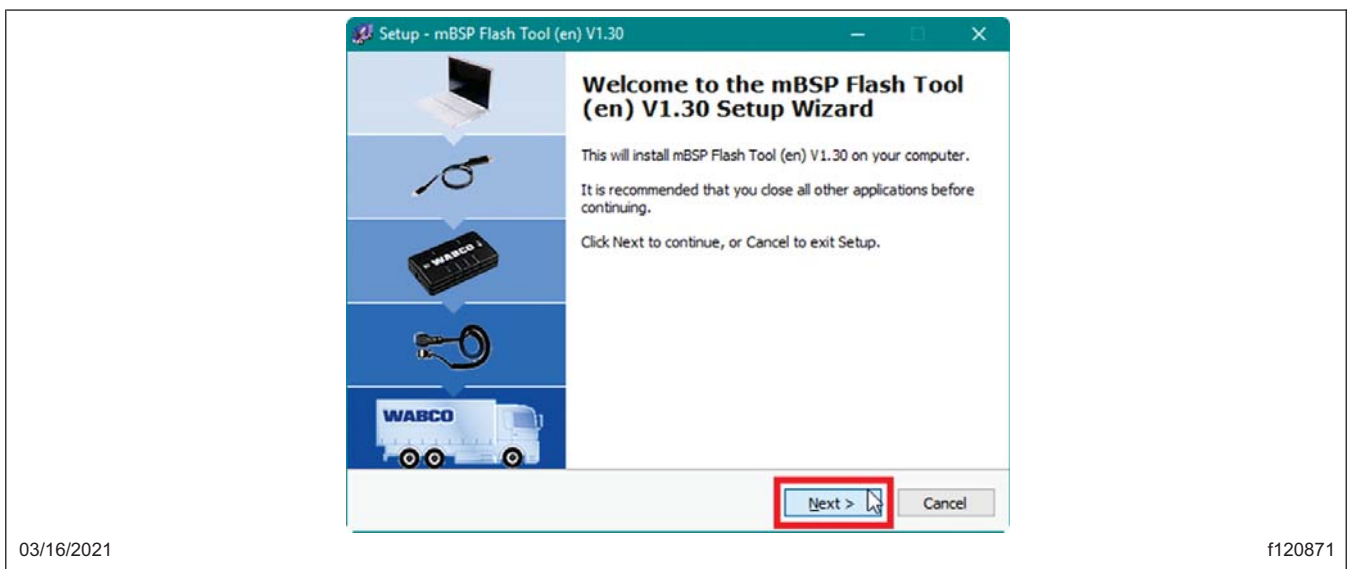 Setup - mBSP Flash Tool (en) V1.30
Welcome to the mBSP Flash Tool
(en) V1.30 Setup Wizard
This will install mBSP Flash Tool (en) V1.30 on your computer.
It is recommended that you close all other applications before
continuing.
Click Next to continue, or Cancel to exit Setup.
WABCO
WABCO
Next >
Cancel
03/16/2021
f120871